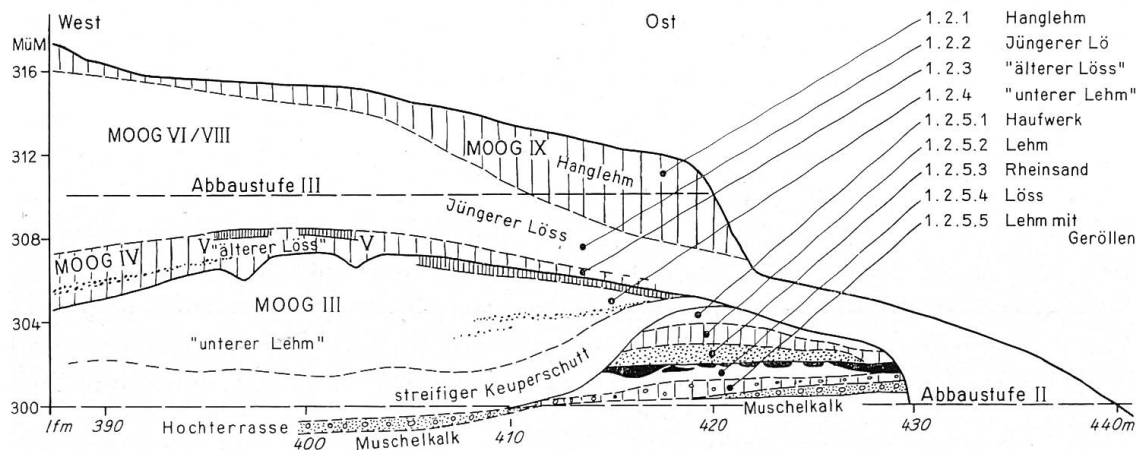 West
Ost
MüM
316
312
308
304
300
1.2.1 Hanglehm
1.2.2 Jüngerer Lö
1.2.3 "älterer Löss"
1.2.4 "unterer Lehm"
1.2.5.1 Haufwerk
1.2.5.2 Lehm
1.2.5.3 Rheinsand
1.2.5.4 Löss
1.2.5.5 Lehm mit
Geröllen
MOOG VI/VIII
MOOG IX
Hanglehm
Abbaustufe III
Jüngerer Löss
MOOG IV
V "älterer Löss" V
MOOG III
"unterer Lehm"
streifiger Keuperschutt
Abbaustufe II
Hochterrasse
Muschelkalk
Muschelkalk
lfm 390 400 410 420 430 440m